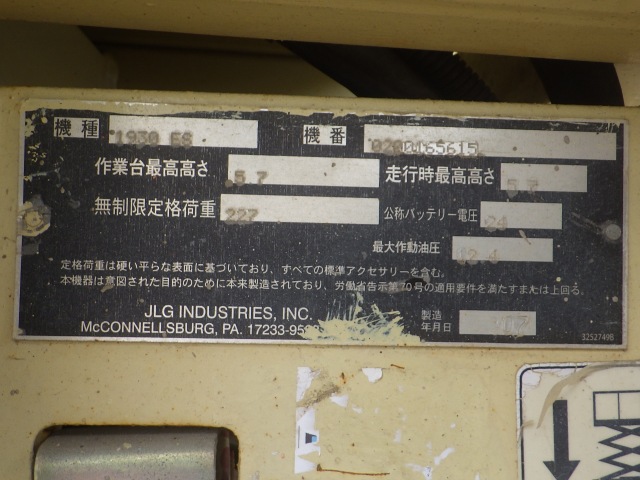 機種 1930 ES 機番 0200165615
作業台最高高さ 5.7 走行時最高高さ 5.7
無制限定格荷重 227 公称バッテリー電圧 24
最大作動油圧 12.4
定格荷重は硬い平らな表面に基づいており、すべての標準アクセサリーを含む。
本機器は意図された目的のために本来製造されており、労働省告示第70号の適用要件を満たすまたは上回る。
JLG INDUSTRIES, INC.
McCONNELLSBURG, PA. 17233-95
製造
年月日
3252749B